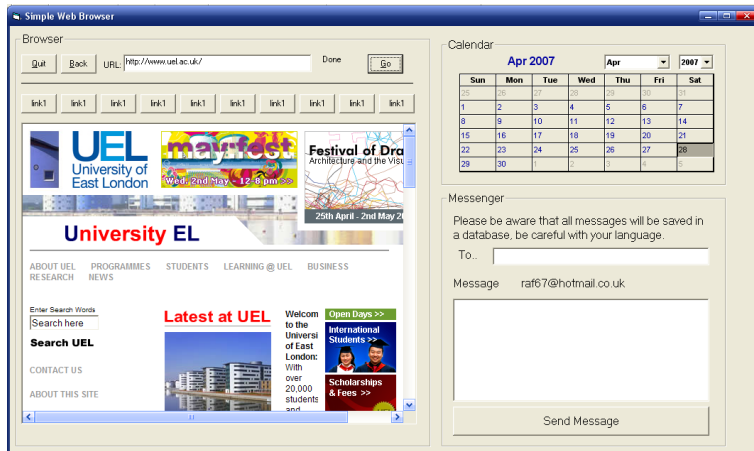 Simple Web Browser
Browser
Quit Back URL: http://www.uel.ac.uk/ Done Go
link1 link1 link1 link1 link1 link1 link1 link1 link1 link1
UEL
University of
East London
may:fest
Wed, 2nd May - 12-8 pm >>
Festival of Dra
Architecture and the Visu
25th April - 2nd May 20
University EL
ABOUT UEL PROGRAMMES STUDENTS LEARNING @ UEL BUSINESS
RESEARCH NEWS
Enter Search Words
Search here
Search UEL
CONTACT US
ABOUT THIS SITE
Latest at UEL
Welcom
to the
Universi
of East
London:
With
over
20,000
students
and
Open Days >>
International
Students >>
Scholarships
& Fees >>
Calendar
Apr 2007 Apr 2007
Sun Mon Tue Wed Thu Fri Sat
25 26 27 28 29 30 31
1 2 3 4 5 6 7
8 9 10 11 12 13 14
15 16 17 18 19 20 21
22 23 24 25 26 27 28
29 30 1 2 3 4 5
Messenger
Please be aware that all messages will be saved in
a database, be careful with your language.
To..
Message raf67@hotmail.co.uk
Send Message